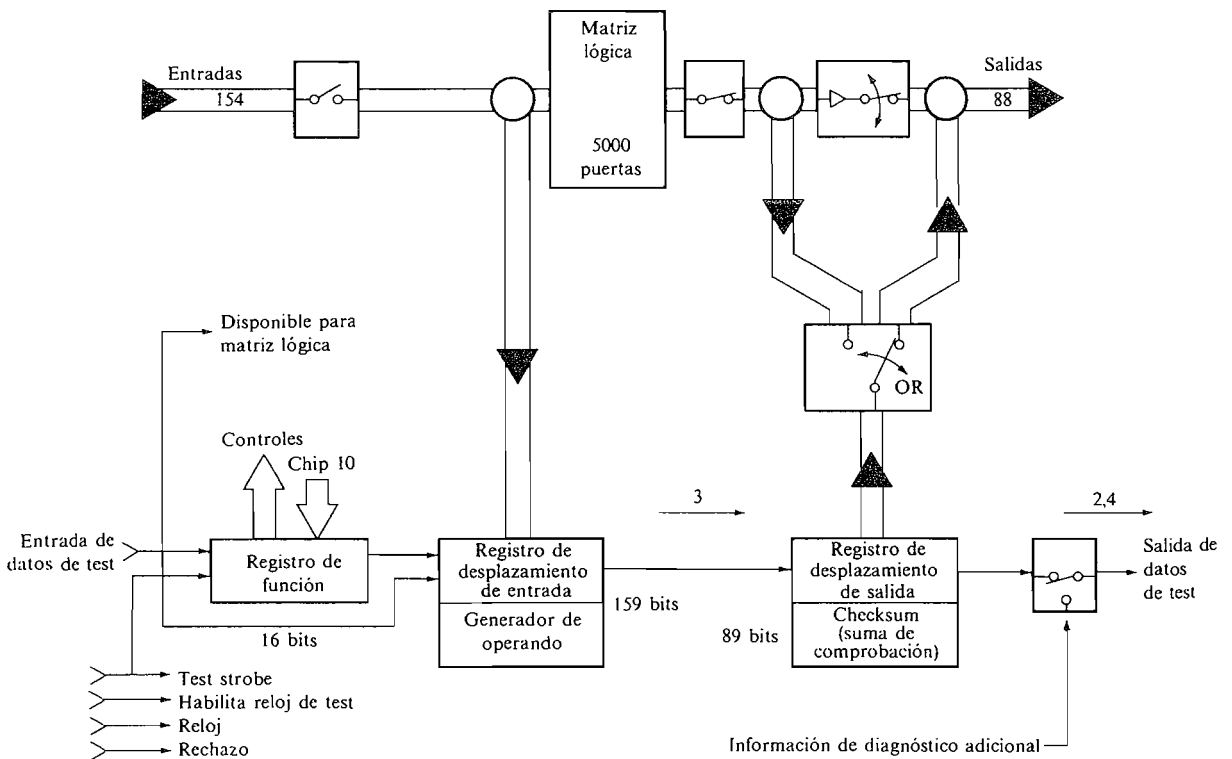 Matriz
lógica
Entradas
154
Salidas
88
5000
puertas
Disponible para
matriz lógica
OR
Controles
Chip 10
3
2,4
Entrada de
datos de test
Registro de
función
Registro de
desplazamiento
de entrada
Generador de
operando
159 bits
Registro de
desplazamiento
de salida
Checksum
(suma de
comprobación)
89 bits
Salida de
datos
de test
16 bits
Test strobe
Habilita reloj de test
Reloj
Rechazo
Información de diagnóstico adicional